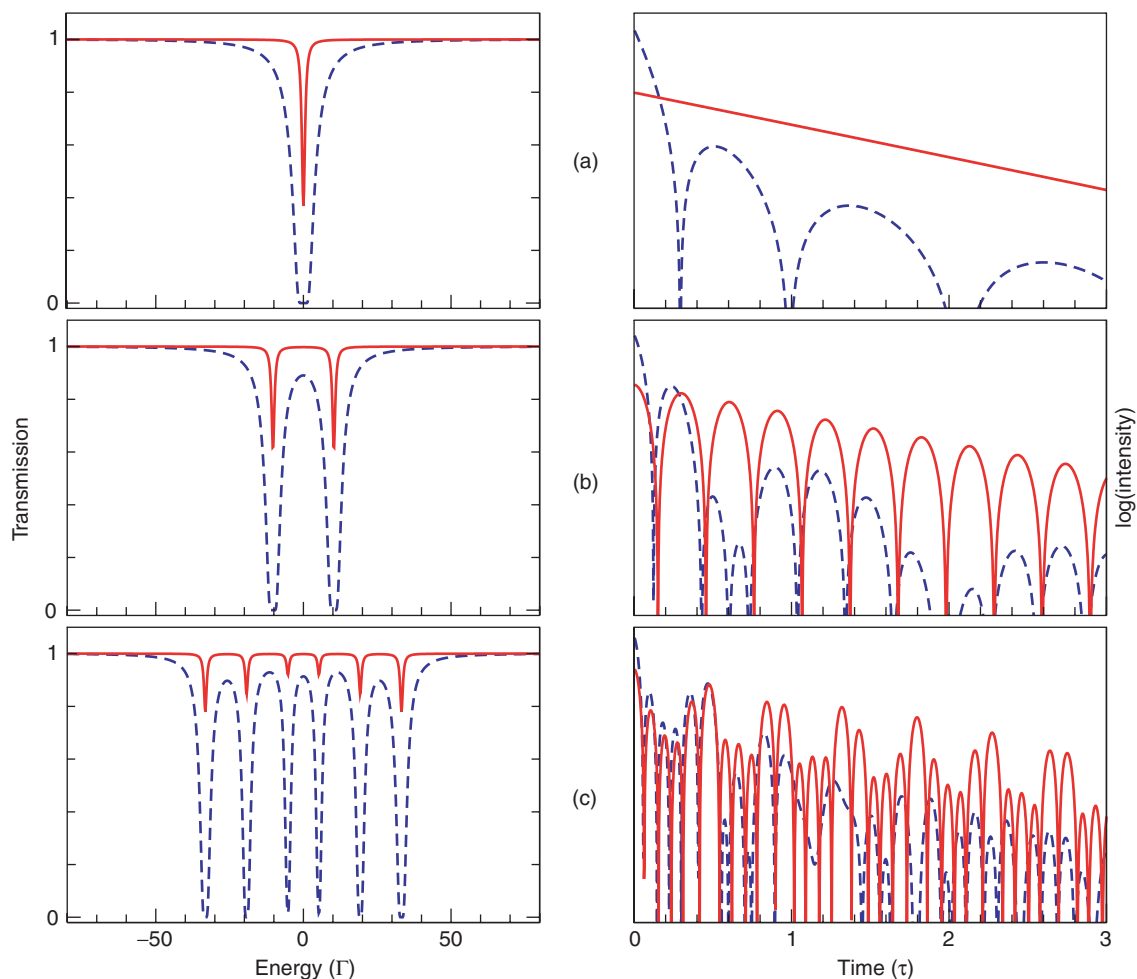 1
0
(a)
1
0
(b)
Transmission
log(intensity)
1
0
(c)
−50 0 50
0 1 2 3
Energy (Γ)
Time (τ)